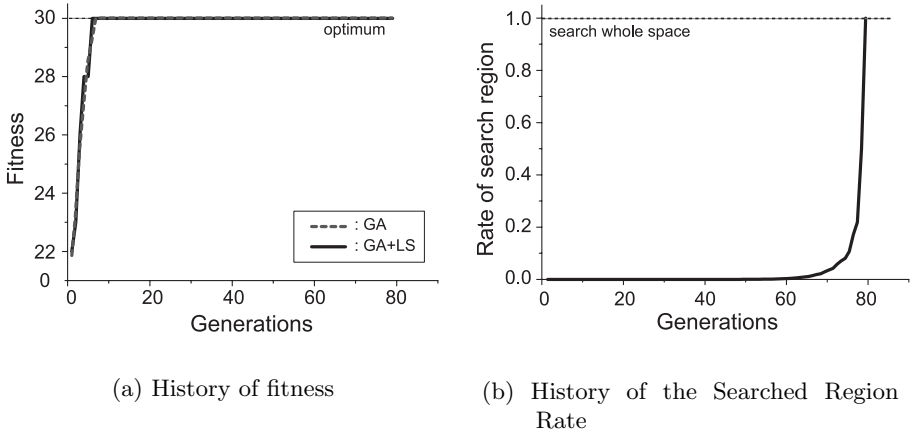 30
28
26
24
22
0
Fitness
optimum
: GA
: GA+LS
0 20 40 60 80
Generations
(a) History of fitness
1.0
0.8
0.6
0.4
0.2
0.0
Rate of search region
search whole space
0 20 40 60 80
Generations
(b) History of the Searched Region
Rate